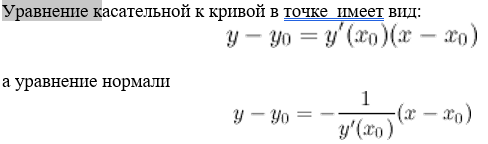 Уравнение касательной к кривой в точке имеет вид:
y − y₀ = y′(x₀)(x − x₀)
а уравнение нормали
y − y₀ = −1/y′(x₀)(x − x₀)